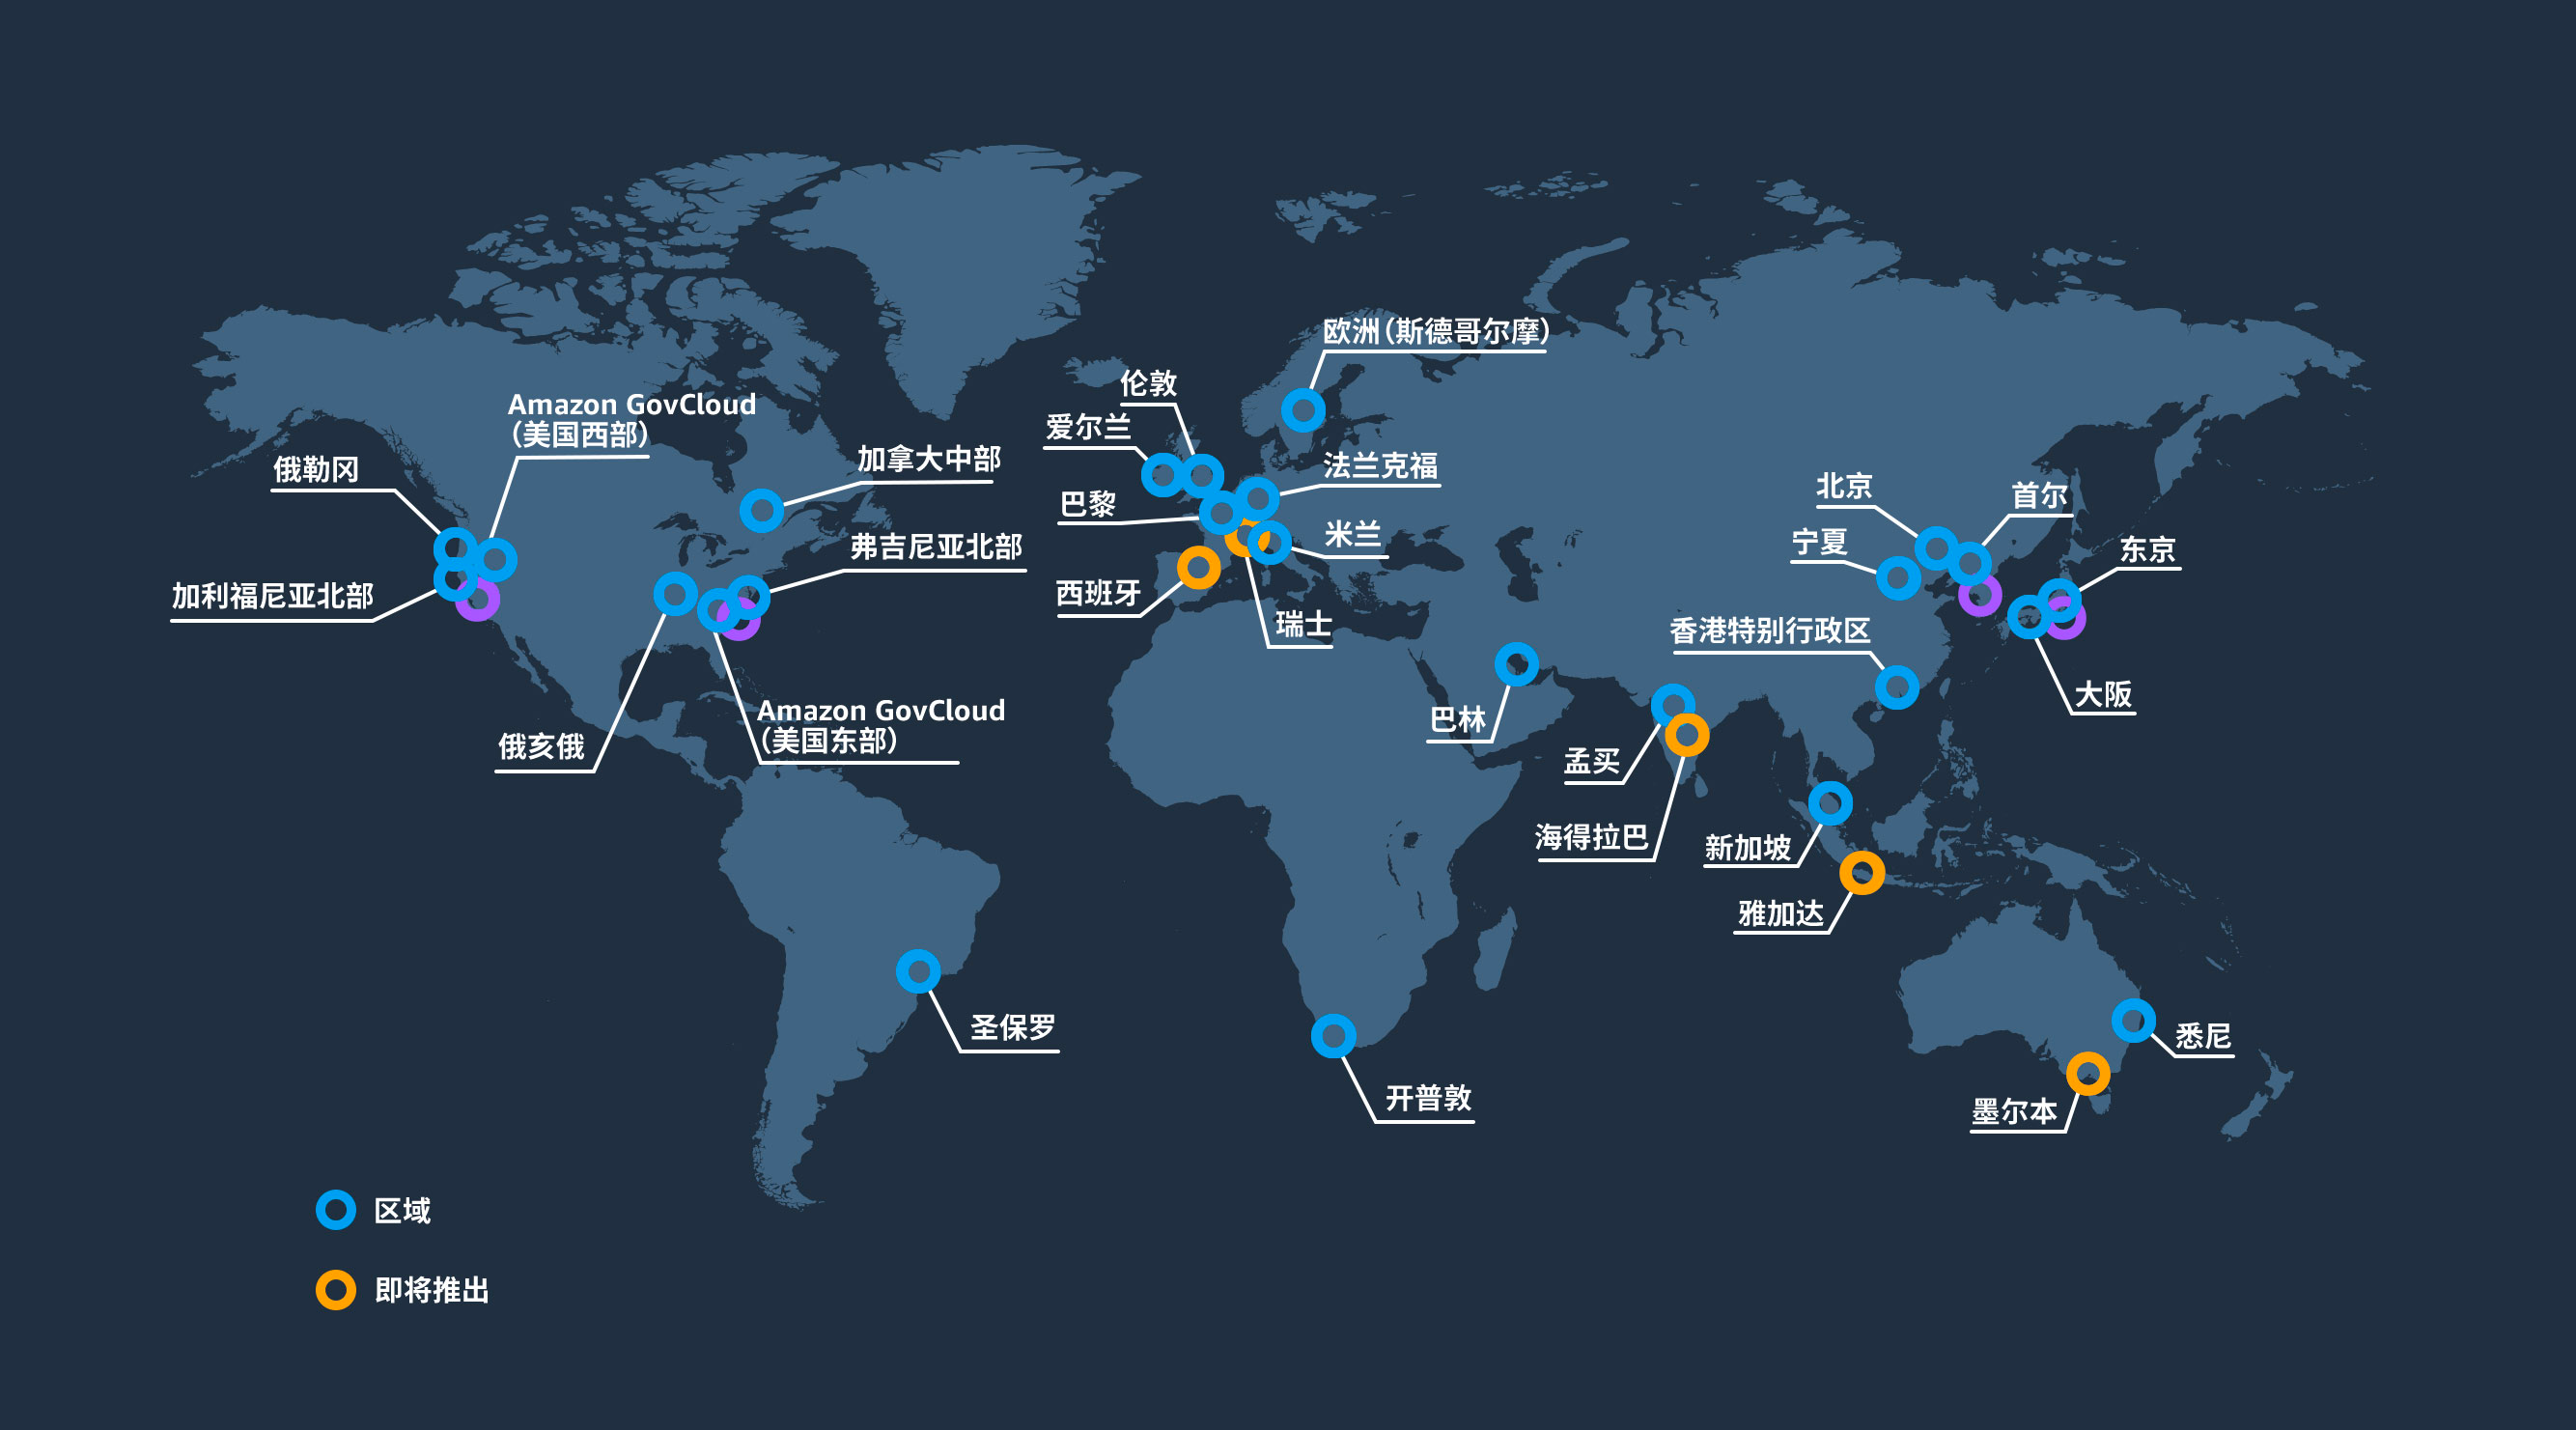 欧洲（斯德哥尔摩）
伦敦
Amazon GovCloud
（美国西部）
爱尔兰
加拿大中部
法兰克福
俄勒冈
北京
首尔
巴黎
米兰
弗吉尼亚北部
宁夏
东京
西班牙
加利福尼亚北部
瑞士
香港特别行政区
大阪
Amazon GovCloud
（美国东部）
巴林
俄亥俄
孟买
海得拉巴
新加坡
雅加达
圣保罗
悉尼
开普敦
墨尔本
区域
即将推出